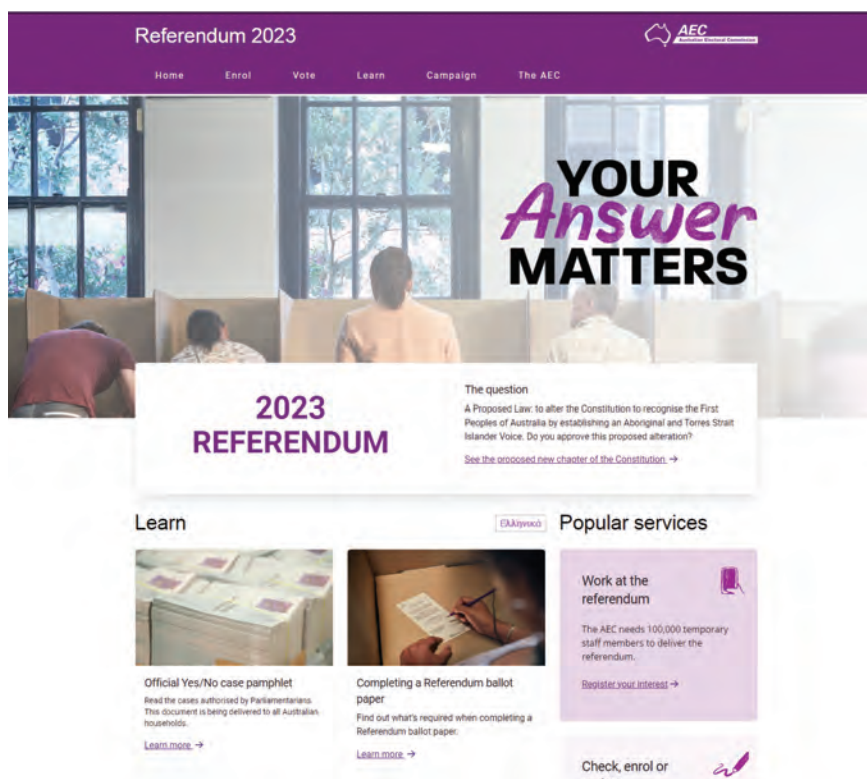 Referendum 2023
AEC
Australian Electoral Commission
Home Enrol Vote Learn Campaign The AEC
YOUR
Answer
MATTERS
2023
REFERENDUM
The question
A Proposed Law: to alter the Constitution to recognise the First
Peoples of Australia by establishing an Aboriginal and Torres Strait
Islander Voice. Do you approve this proposed alteration?
See the proposed new chapter of the Constitution →
Learn
Ελληνικά
Popular services
Official Yes/No case pamphlet
Read the cases authorised by Parliamentarians.
This document is being delivered to all Australian
households.
Learn more →
Completing a Referendum ballot
paper
Find out what's required when completing a
Referendum ballot paper.
Learn more →
Work at the
referendum
The AEC needs 100,000 temporary
staff members to deliver the
referendum.
Register your interest →
Check, enrol or